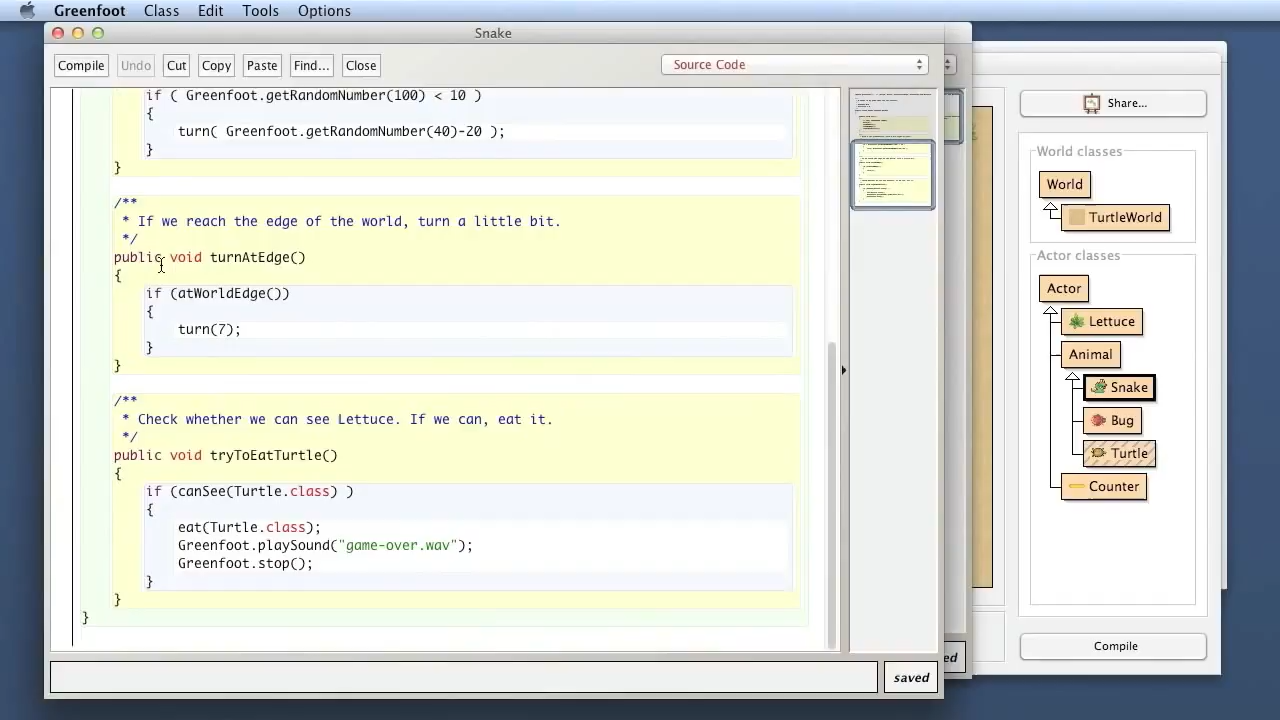 Greenfoot Class Edit Tools Options
Snake
Compile Undo Cut Copy Paste Find... Close Source Code
if ( Greenfoot.getRandomNumber(100) < 10 )
{
turn( Greenfoot.getRandomNumber(40)-20 );
}
}
/**
* If we reach the edge of the world, turn a little bit.
*/
public void turnAtEdge()
{
if (atWorldEdge())
{
turn(7);
}
}
/**
* Check whether we can see Lettuce. If we can, eat it.
*/
public void tryToEatTurtle()
{
if (canSee(Turtle.class) )
{
eat(Turtle.class);
Greenfoot.playSound("game-over.wav");
Greenfoot.stop();
}
}
}
saved
ed
Share...
World classes
World
TurtleWorld
Actor classes
Actor
Lettuce
Animal
Snake
Bug
Turtle
Counter
Compile